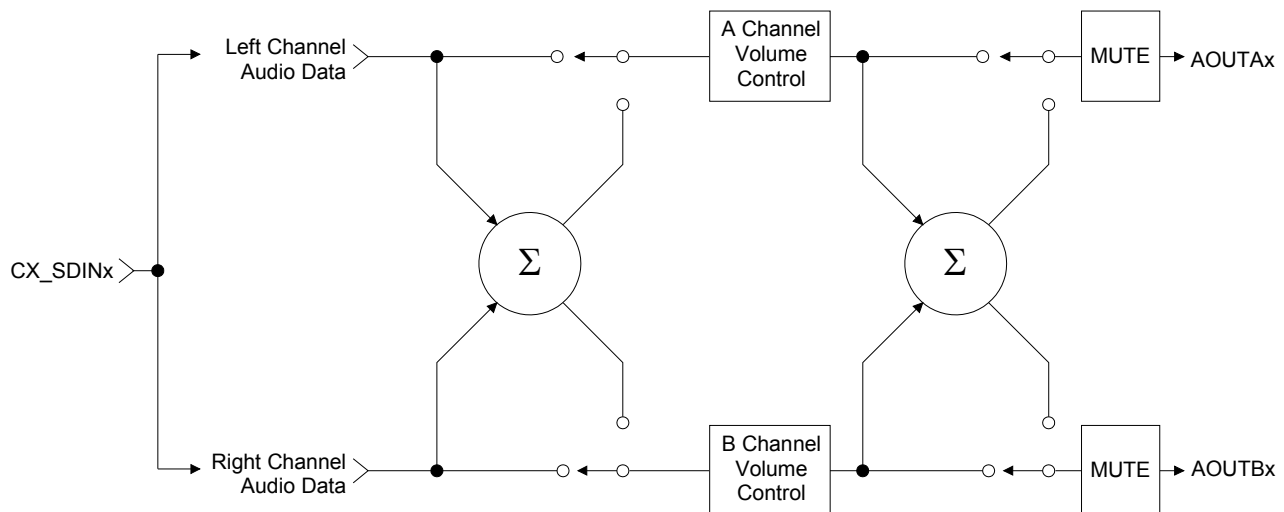 CX_SDINx
Left Channel
Audio Data
A Channel
Volume
Control
MUTE
AOUTAx
Σ
Σ
Right Channel
Audio Data
B Channel
Volume
Control
MUTE
AOUTBx